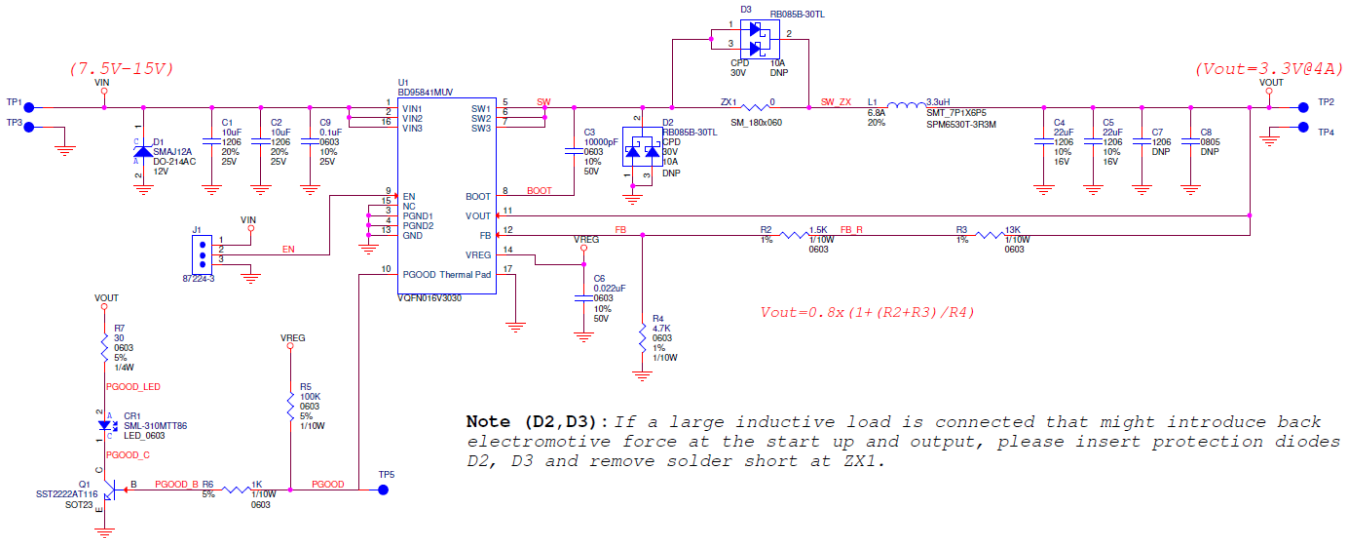 (7.5V-15V)
VIN
TP1
TP3
1
C
A
D1
SMAJ12A
DO-214AC
12V
2
C1
10uF
1206
20%
25V
C2
10uF
1206
20%
25V
C9
0.1uF
0603
10%
25V
U1
BD95841MUV
1
VIN1
2
VIN2
16
VIN3
SW1
5
SW2
6
SW3
7
9
EN
15
NC
3
PGND1
4
PGND2
13
GND
10
PGOOD
BOOT
8
VOUT
11
FB
12
VREG
14
Thermal Pad
17
VQFN016V3030
SW
C3
10000pF
0603
10%
50V
BOOT
D3
RB085B-30TL
1
3
2
CPD
30V
10A
DNP
2
D2
RB085B-30TL
CPD
30V
10A
1
3
DNP
ZX1
0
SM_180x060
SW_ZX
L1
3.3uH
6.8A
20%
SMT_7P1X6P5
SPM6530T-3R3M
(Vout=3.3V@4A)
VOUT
TP2
TP4
C4
22uF
1206
10%
16V
C5
22uF
1206
10%
16V
C7
1206
DNP
C8
0805
DNP
J1
VIN
1
2
3
EN
87224-3
FB
R2
1.5K
1%
1/10W
0603
FB_R
R3
13K
1%
1/10W
0603
VREG
C6
0.022uF
0603
10%
50V
R4
4.7K
0603
1%
1/10W
Vout=0.8x(1+(R2+R3)/R4)
VOUT
R7
30
0603
5%
1/4W
PGOOD_LED
2
A
CR1
SML-310MTT86
LED_0603
1
C
PGOOD_C
Q1
SST2222AT116
SOT23
C
B
E
PGOOD_B
R6
1K
5%
1/10W
0603
PGOOD
VREG
R5
100K
0603
5%
1/10W
TP5
Note (D2,D3): If a large inductive load is connected that might introduce back
electromotive force at the start up and output, please insert protection diodes
D2, D3 and remove solder short at ZX1.